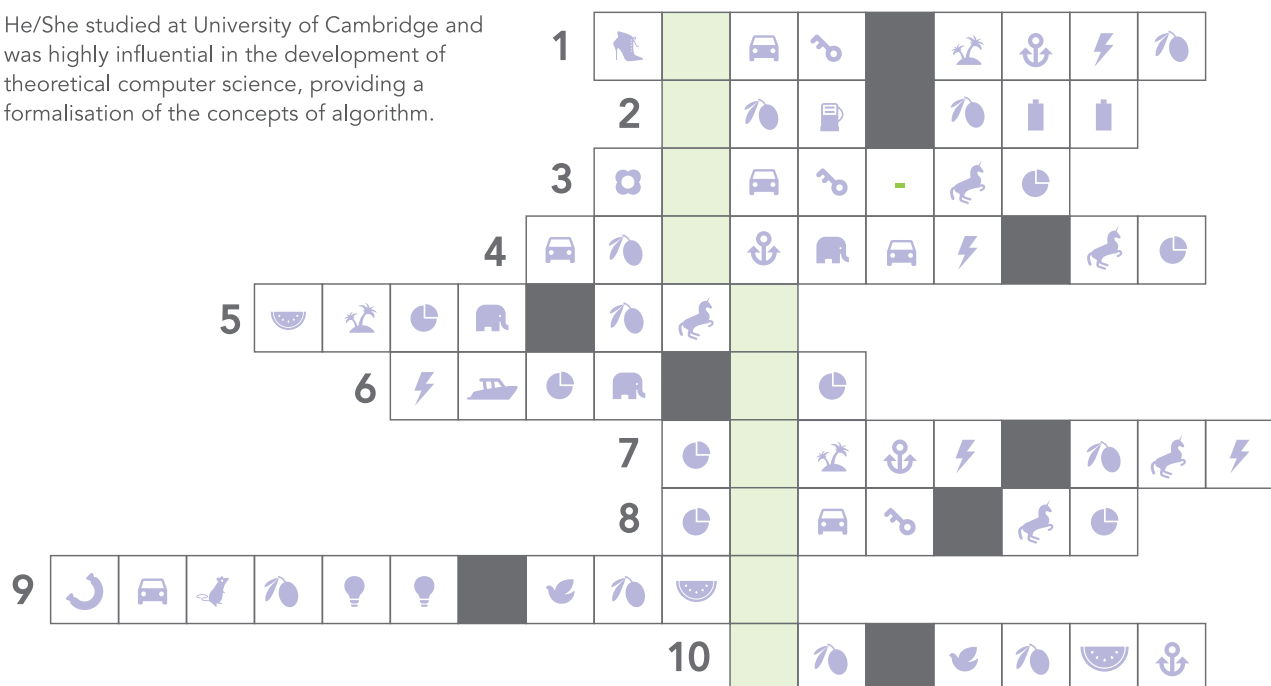 He/She studied at University of Cambridge and
was highly influential in the development of
theoretical computer science, providing a
formalisation of the concepts of algorithm.
1
2
3
-
4
5
6
7
8
9
10